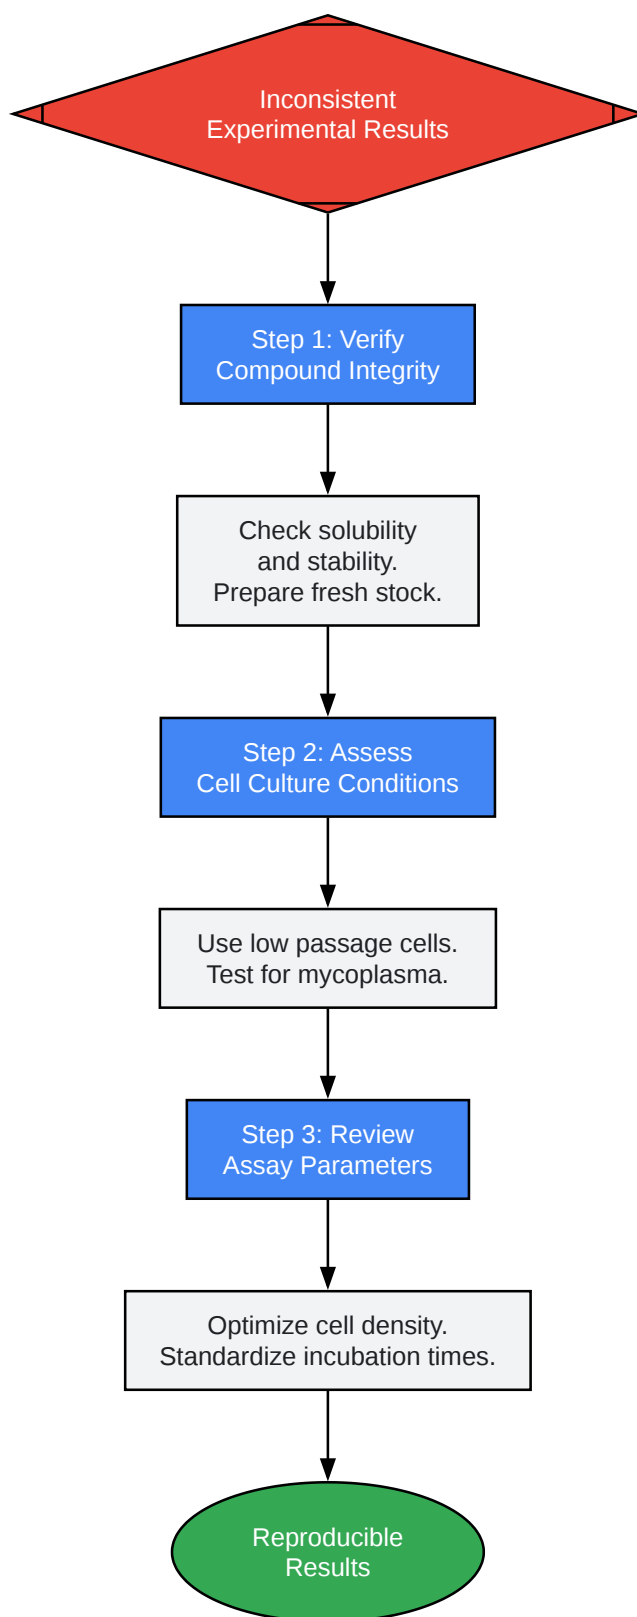 Inconsistent
Experimental Results
Step 1: Verify
Compound Integrity
Check solubility
and stability.
Prepare fresh stock.
Step 2: Assess
Cell Culture Conditions
Use low passage cells.
Test for mycoplasma.
Step 3: Review
Assay Parameters
Optimize cell density.
Standardize incubation times.
Reproducible
Results